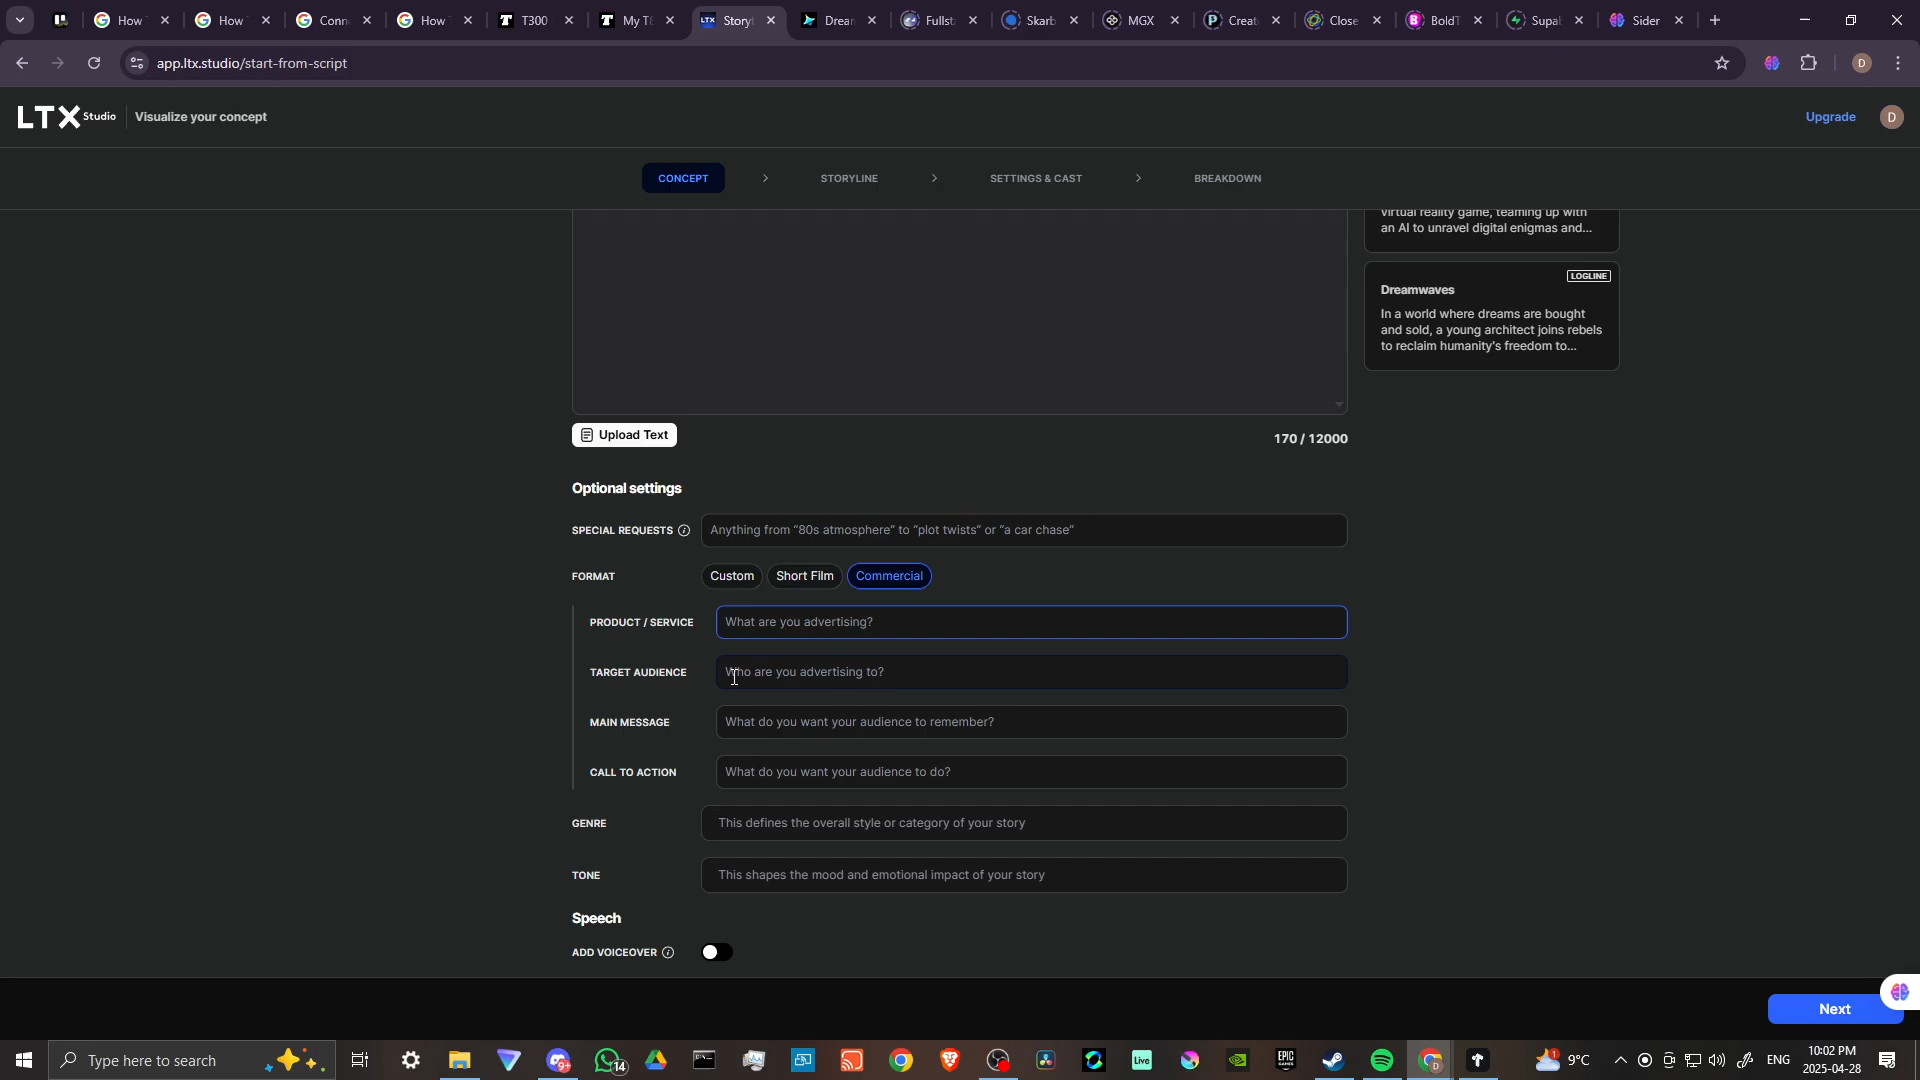 How
How
Conn
How
T300
My T8
Story
Drear
Fullst
Skarb
MGX
Creat
Close
BoldT
Supal
Sider
app.ltx.studio/start-from-script
D
LTX Studio
Visualize your concept
Upgrade
D
CONCEPT
STORYLINE
SETTINGS & CAST
BREAKDOWN
virtual reality game, teaming up with
an AI to unravel digital enigmas and...
LOGLINE
Dreamwaves
In a world where dreams are bought
and sold, a young architect joins rebels
to reclaim humanity's freedom to...
Upload Text
170 / 12000
Optional settings
SPECIAL REQUESTS
Anything from “80s atmosphere” to “plot twists” or “a car chase”
FORMAT
Custom
Short Film
Commercial
PRODUCT / SERVICE
What are you advertising?
TARGET AUDIENCE
Who are you advertising to?
MAIN MESSAGE
What do you want your audience to remember?
CALL TO ACTION
What do you want your audience to do?
GENRE
This defines the overall style or category of your story
TONE
This shapes the mood and emotional impact of your story
Speech
ADD VOICEOVER
Next
Type here to search
9+
14
Live
EPIC GAMES
D
1
9°C
ENG
10:02 PM
2025-04-28